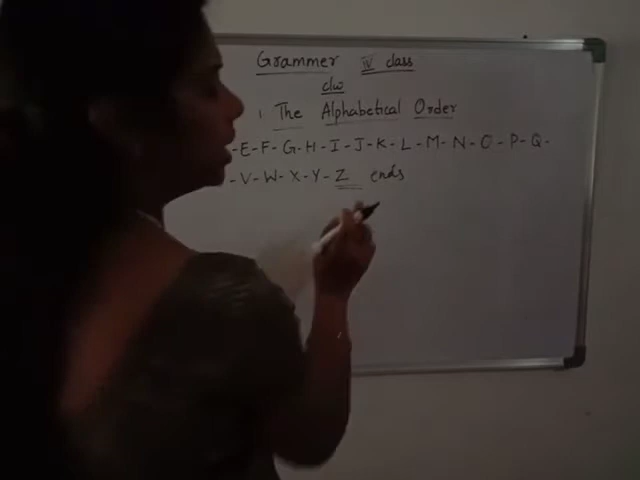 Grammer IV class
c/w
1 The Alphabetical Order
- E - F - G - H - I - J - K - L - M - N - O - P - Q -
- V - W - X - Y - Z ends